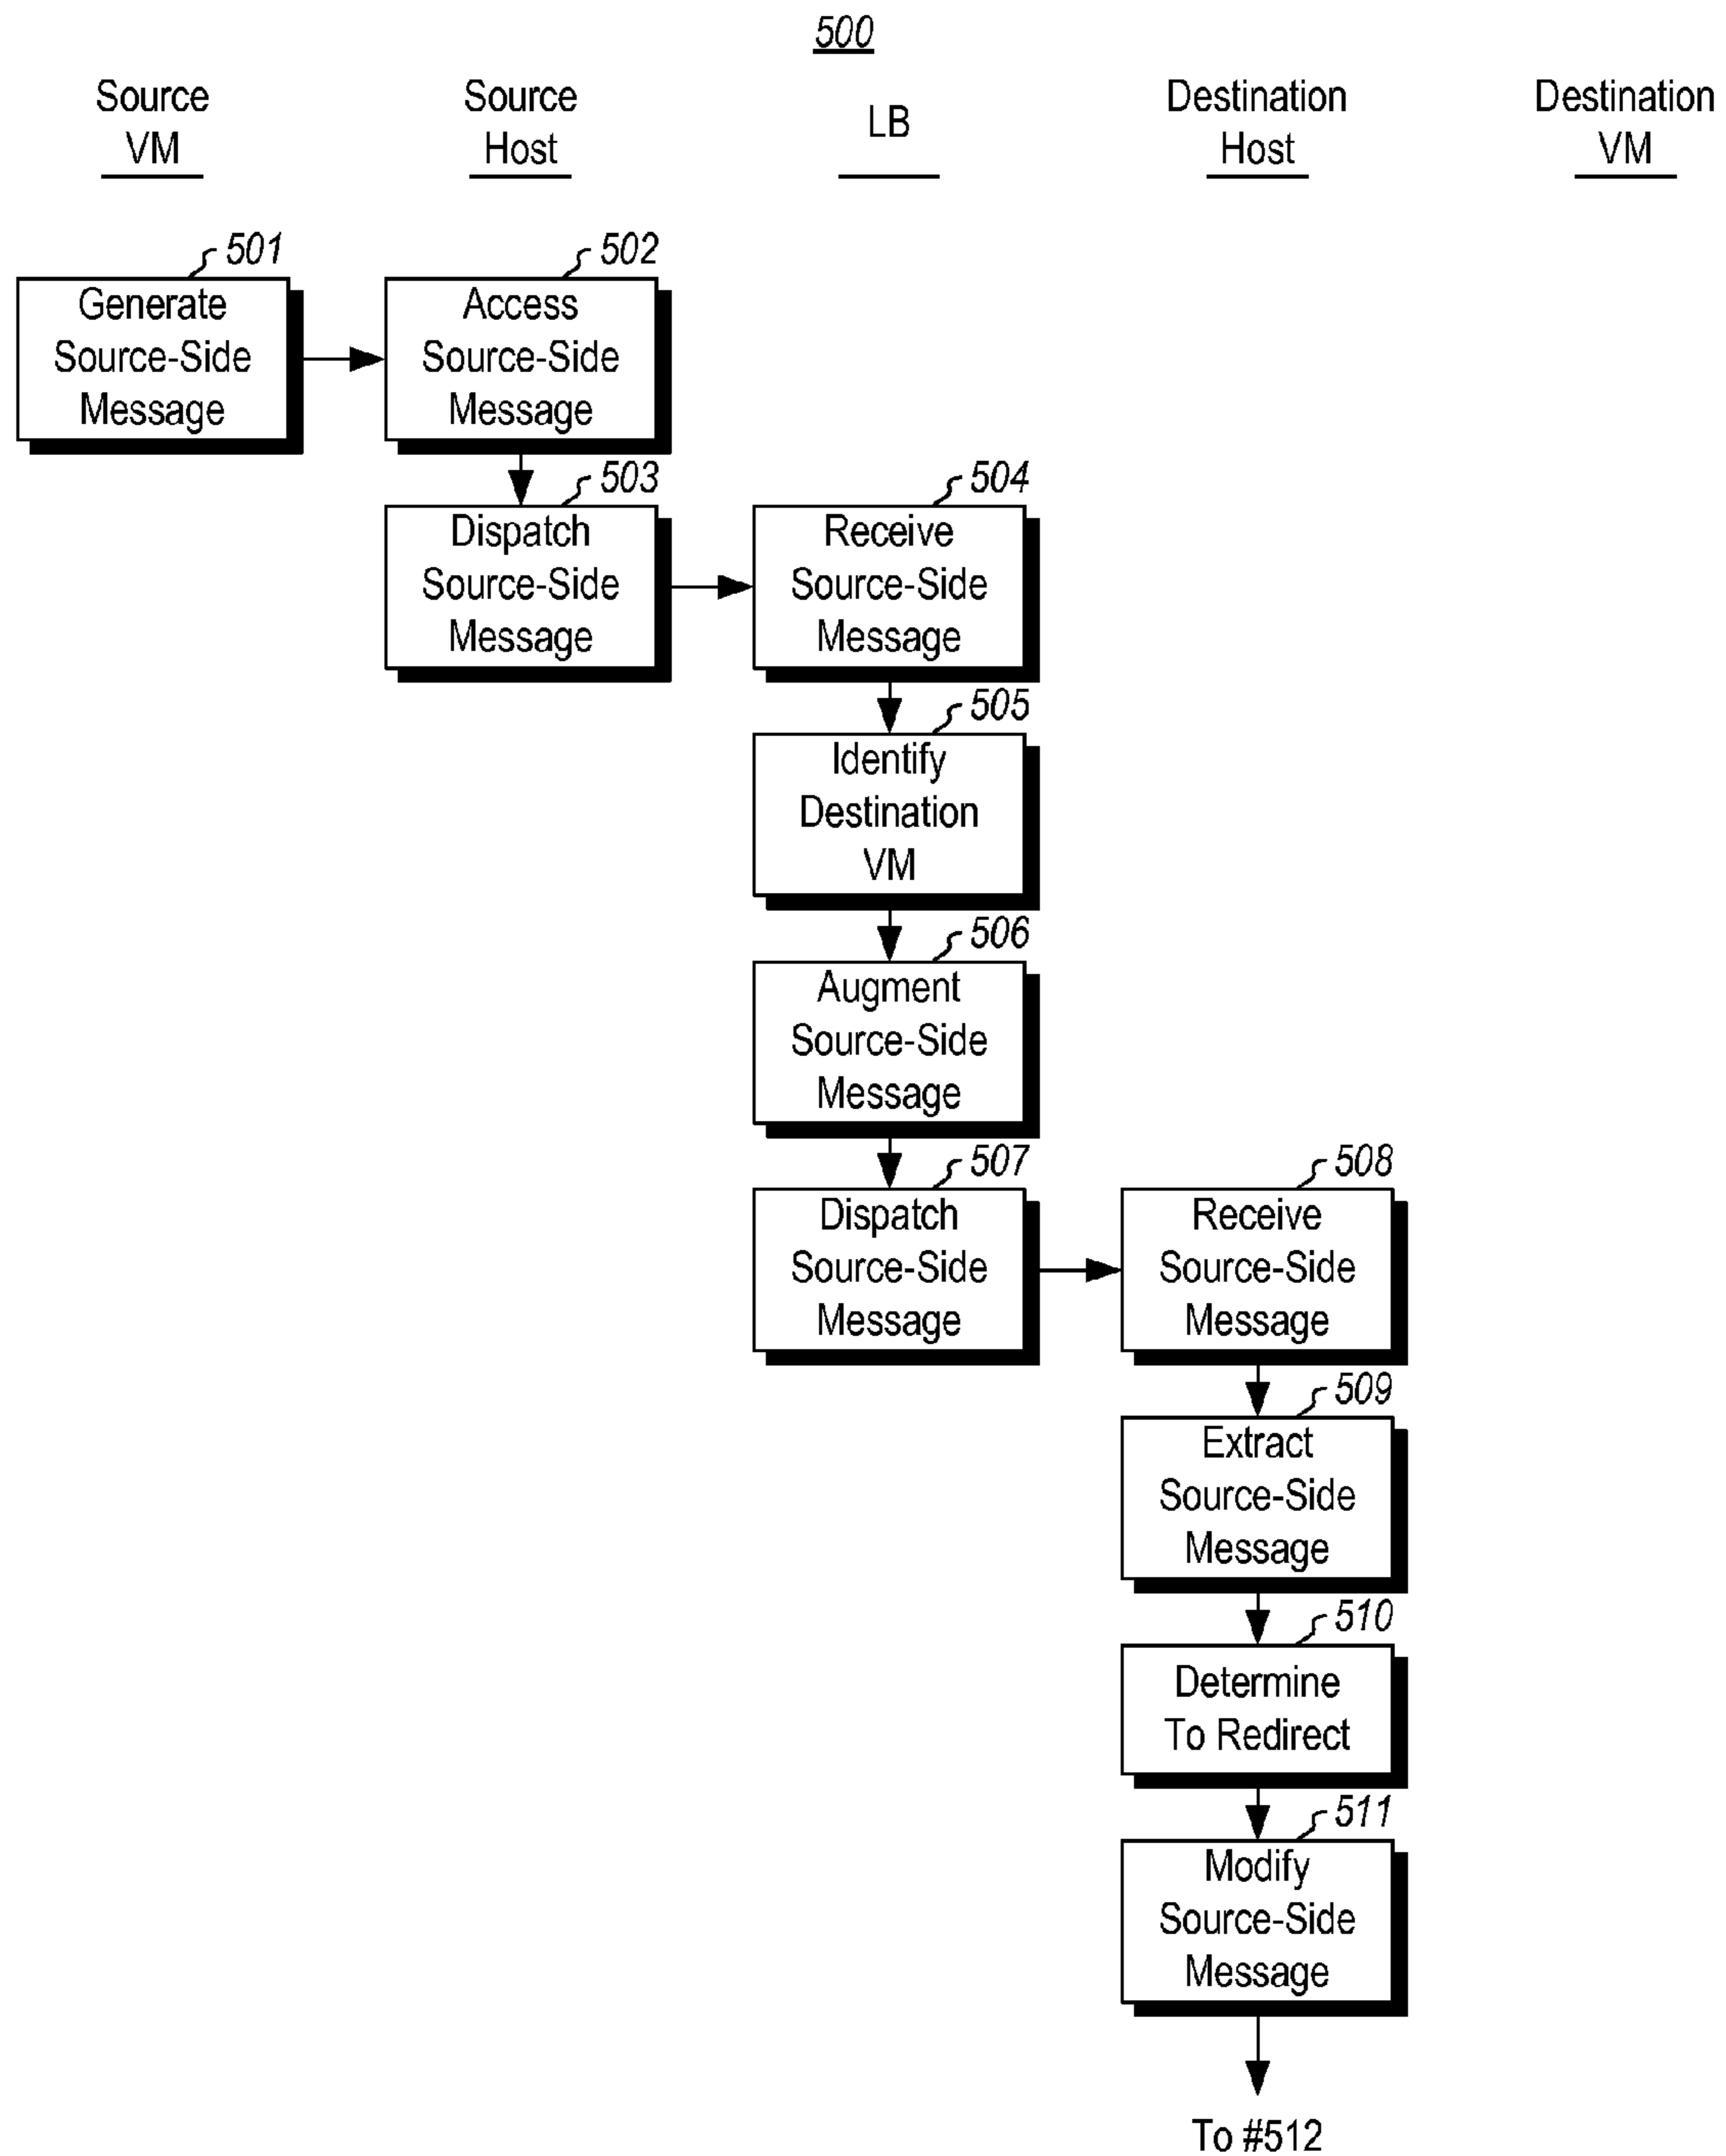 500
Source
VM
Source
Host
LB
Destination
Host
Destination
VM
501
Generate
Source-Side
Message
502
Access
Source-Side
Message
503
Dispatch
Source-Side
Message
504
Receive
Source-Side
Message
505
Identify
Destination
VM
506
Augment
Source-Side
Message
507
Dispatch
Source-Side
Message
508
Receive
Source-Side
Message
509
Extract
Source-Side
Message
510
Determine
To Redirect
511
Modify
Source-Side
Message
To #512